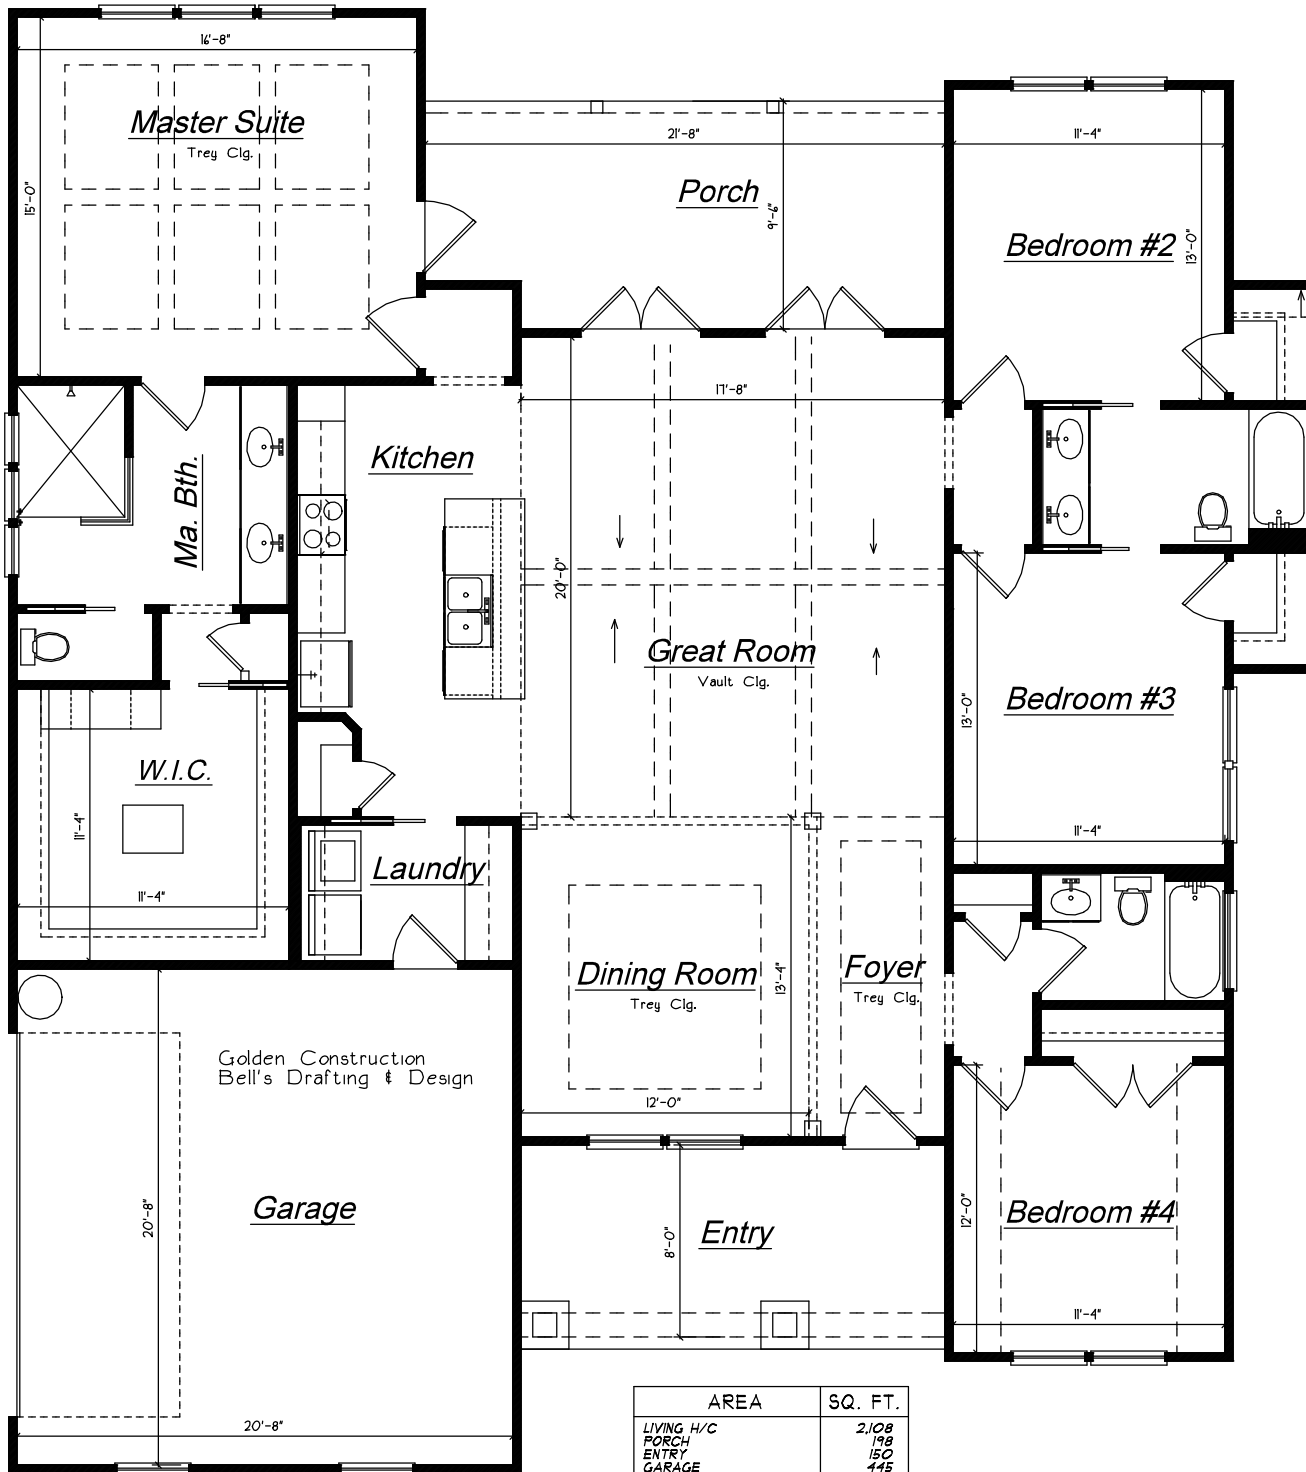 16'-8"
Master Suite
Trey Clg.
15'-0"
21'-8"
Porch
9'-6"
11'-4"
Bedroom #2
13'-0"
17'-8"
Kitchen
Ma. Bth.
20'-0"
Great Room
Vault Clg.
Bedroom #3
13'-0"
11'-4"
W.I.C.
11'-4"
11'-4"
Laundry
Dining Room
Trey Clg.
13'-4"
12'-0"
Foyer
Trey Clg.
Golden Construction
Bell's Drafting & Design
Garage
20'-8"
20'-8"
Entry
8'-0"
Bedroom #4
12'-0"
11'-4"
AREA SQ. FT.
LIVING H/C 2,108
PORCH 198
ENTRY 150
GARAGE 445